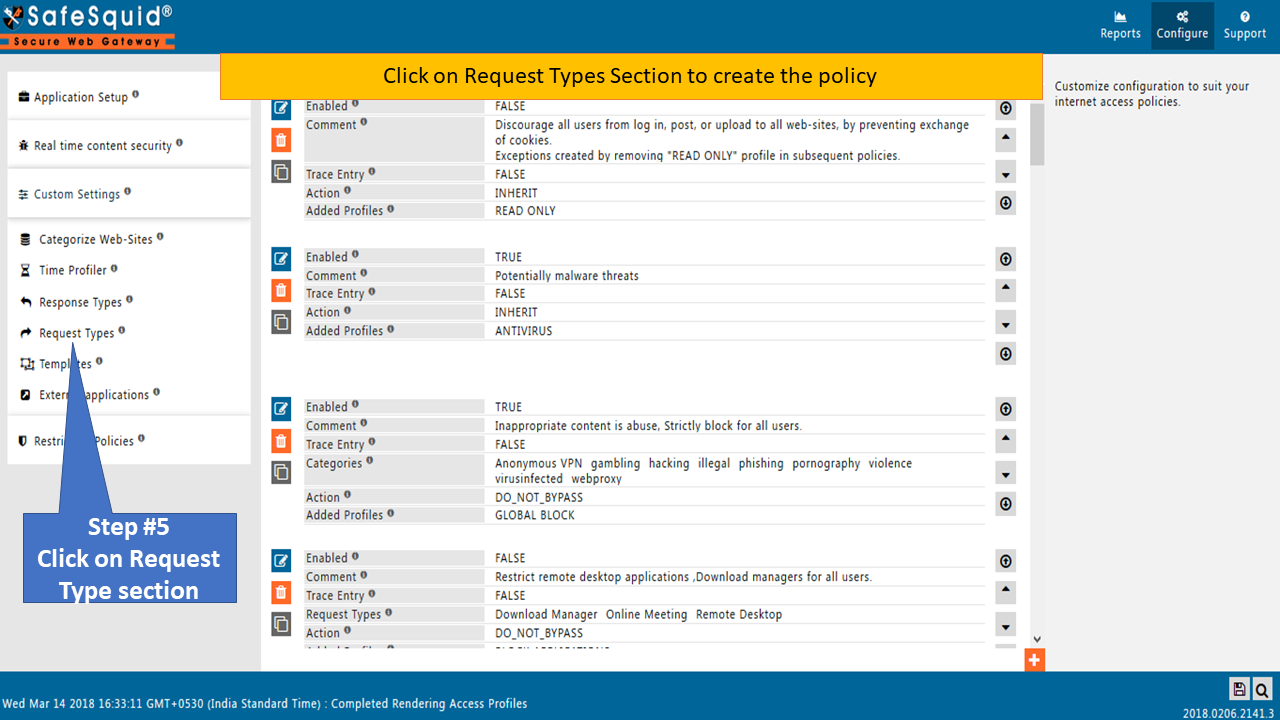 SafeSquid®
Secure Web Gateway
Reports
Configure
Support
Click on Request Types Section to create the policy
Customize configuration to suit your
internet access policies.
Application Setup
Real time content security
Custom Settings
Categorize Web-Sites
Time Profiler
Response Types
Request Types
Templates
applications
Policies
Step #5
Click on Request
Type section
Enabled FALSE
Comment Discourage all users from log in, post, or upload to all web-sites, by preventing exchange
of cookies.
Exceptions created by removing "READ ONLY" profile in subsequent policies.
Trace Entry FALSE
Action INHERIT
Added Profiles READ ONLY
Enabled TRUE
Comment Potentially malware threats
Trace Entry FALSE
Action INHERIT
Added Profiles ANTIVIRUS
Enabled TRUE
Comment Inappropriate content is abuse, Strictly block for all users.
Trace Entry FALSE
Categories Anonymous VPN gambling hacking illegal phishing pornography violence
virusinfected webproxy
Action DO_NOT_BYPASS
Added Profiles GLOBAL BLOCK
Enabled FALSE
Comment Restrict remote desktop applications ,Download managers for all users.
Trace Entry FALSE
Request Types Download Manager Online Meeting Remote Desktop
Action DO_NOT_BYPASS
Wed Mar 14 2018 16:33:11 GMT+0530 (India Standard Time) : Completed Rendering Access Profiles
2018.0206.2141.3